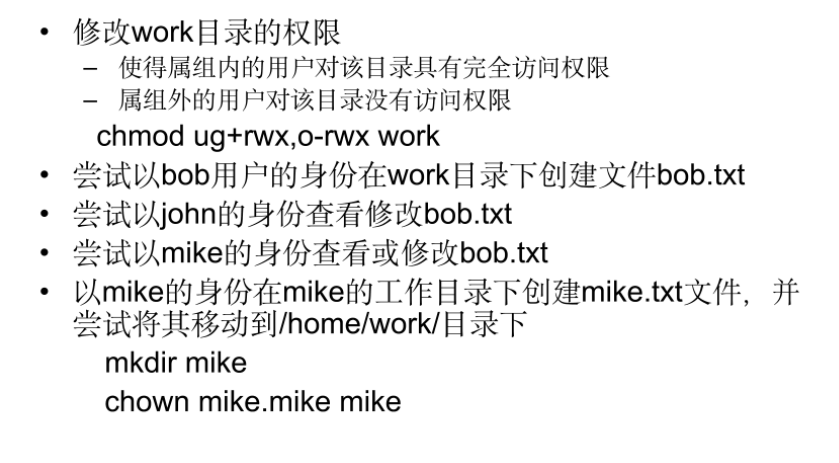 • 修改work目录的权限
– 使得属组内的用户对该目录具有完全访问权限
– 属组外的用户对该目录没有访问权限
chmod ug+rwx,o-rwx work
• 尝试以bob用户的身份在work目录下创建文件bob.txt
• 尝试以john的身份查看修改bob.txt
• 尝试以mike的身份查看或修改bob.txt
• 以mike的身份在mike的工作目录下创建mike.txt文件，并
尝试将其移动到/home/work/目录下
mkdir mike
chown mike.mike mike